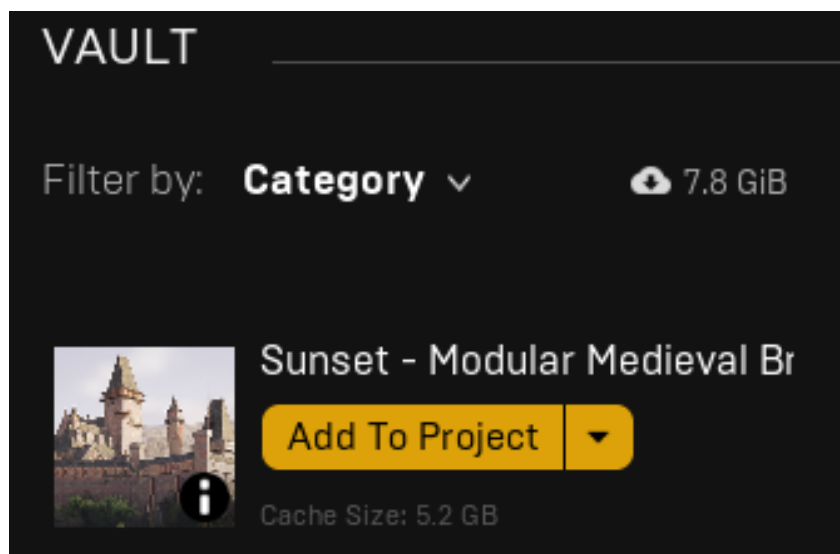 VAULT
Filter by: Category 7.8 GiB
Sunset - Modular Medieval Br
Add To Project
Cache Size: 5.2 GB